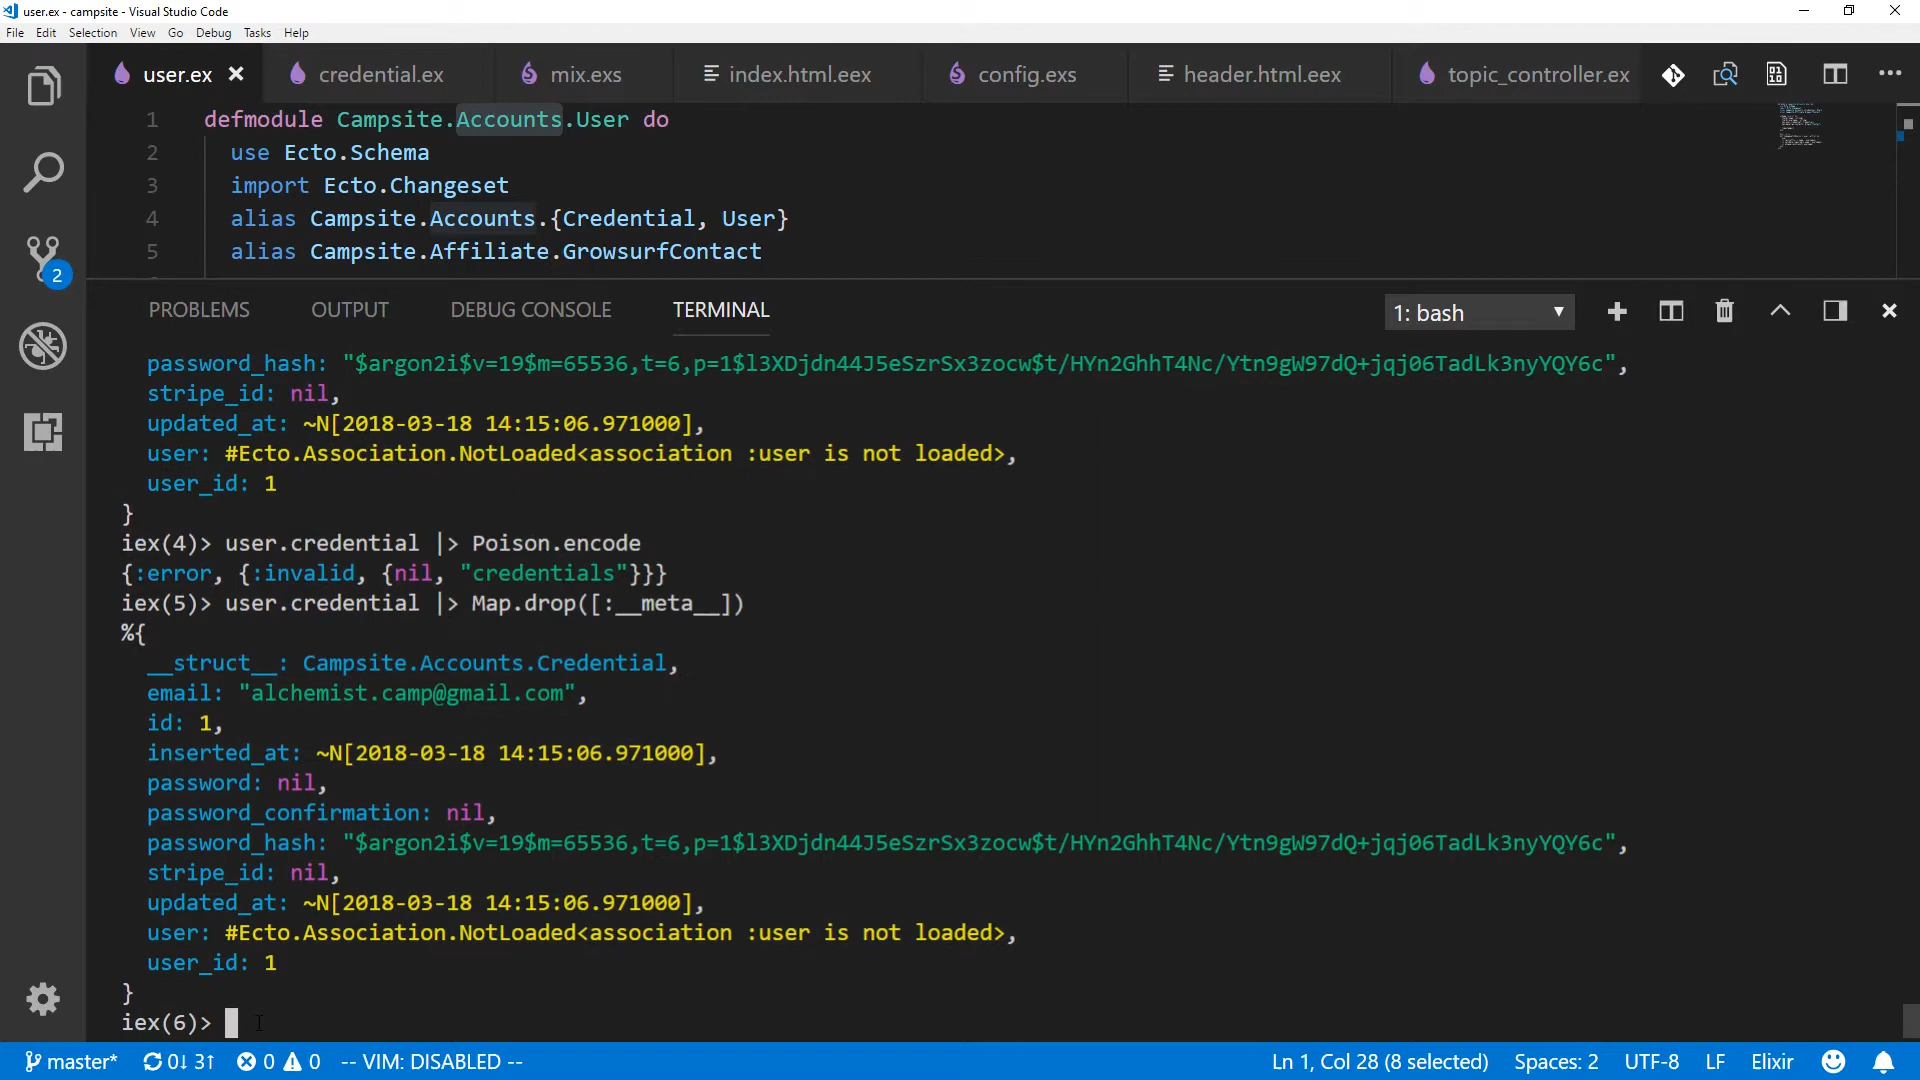 user.ex - campsite - Visual Studio Code
File Edit Selection View Go Debug Tasks Help
user.ex credential.ex mix.exs index.html.eex config.exs header.html.eex topic_controller.ex
1 defmodule Campsite.Accounts.User do
2 use Ecto.Schema
3 import Ecto.Changeset
4 alias Campsite.Accounts.{Credential, User}
5 alias Campsite.Affiliate.GrowsurfContact
2
PROBLEMS OUTPUT DEBUG CONSOLE TERMINAL 1: bash
password_hash: "$argon2i$v=19$m=65536,t=6,p=1$l3XDjdn44J5eSzrSx3zocw$t/HYn2GhhT4Nc/Ytn9gW97dQ+jqj06TadLk3nyYQY6c",
stripe_id: nil,
updated_at: ~N[2018-03-18 14:15:06.971000],
user: #Ecto.Association.NotLoaded<association :user is not loaded>,
user_id: 1
}
iex(4)> user.credential |> Poison.encode
{:error, {:invalid, {nil, "credentials"}}}
iex(5)> user.credential |> Map.drop([:__meta__])
%{
__struct__: Campsite.Accounts.Credential,
email: "alchemist.camp@gmail.com",
id: 1,
inserted_at: ~N[2018-03-18 14:15:06.971000],
password: nil,
password_confirmation: nil,
password_hash: "$argon2i$v=19$m=65536,t=6,p=1$l3XDjdn44J5eSzrSx3zocw$t/HYn2GhhT4Nc/Ytn9gW97dQ+jqj06TadLk3nyYQY6c",
stripe_id: nil,
updated_at: ~N[2018-03-18 14:15:06.971000],
user: #Ecto.Association.NotLoaded<association :user is not loaded>,
user_id: 1
}
iex(6)>
master* 0↓ 3↑ 0 0 -- VIM: DISABLED -- Ln 1, Col 28 (8 selected) Spaces: 2 UTF-8 LF Elixir